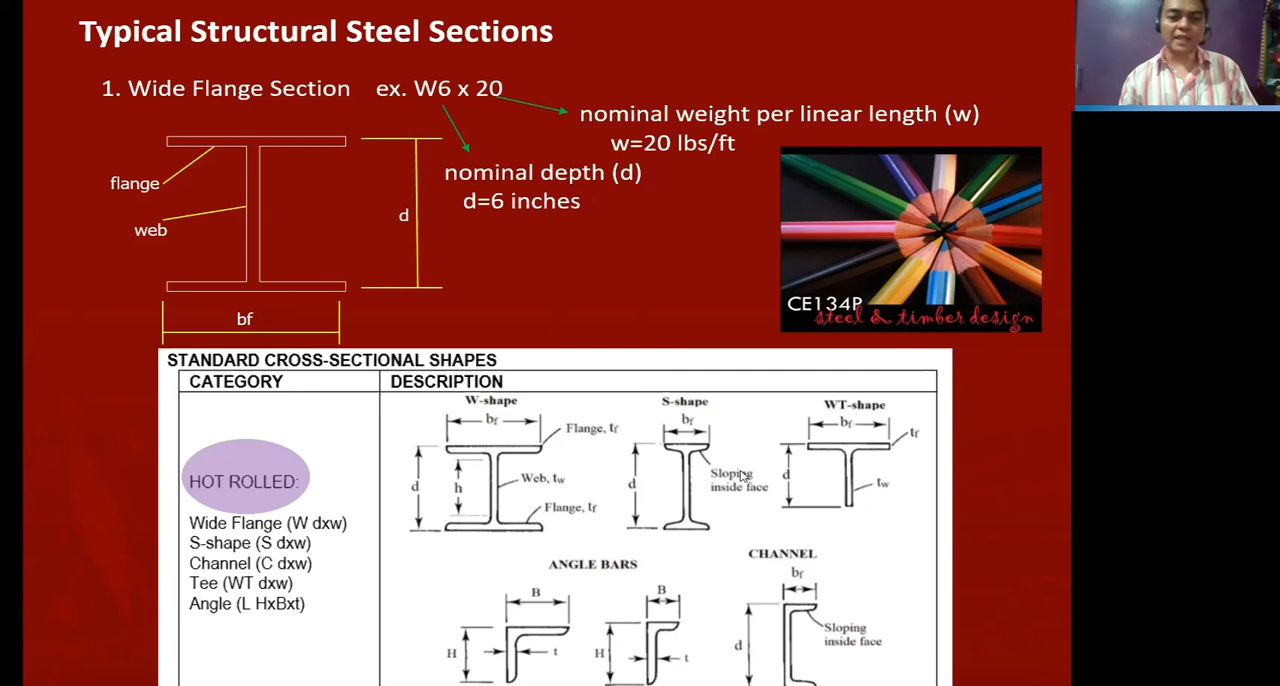 Typical Structural Steel Sections
1. Wide Flange Section ex. W6 x 20
nominal weight per linear length (w)
w=20 lbs/ft
nominal depth (d)
d=6 inches
flange
web
d
bf
CE134P
steel & timber design
STANDARD CROSS-SECTIONAL SHAPES
CATEGORY DESCRIPTION
W-shape S-shape WT-shape
bf bf bf
Flange, tf tf
HOT ROLLED:
d h Web, tw d Sloping inside face d tw
Flange, tf
Wide Flange (W dxw)
S-shape (S dxw)
Channel (C dxw)
Tee (WT dxw)
Angle (L HxBxt)
ANGLE BARS CHANNEL
B B bf
H t H t d Sloping
inside face